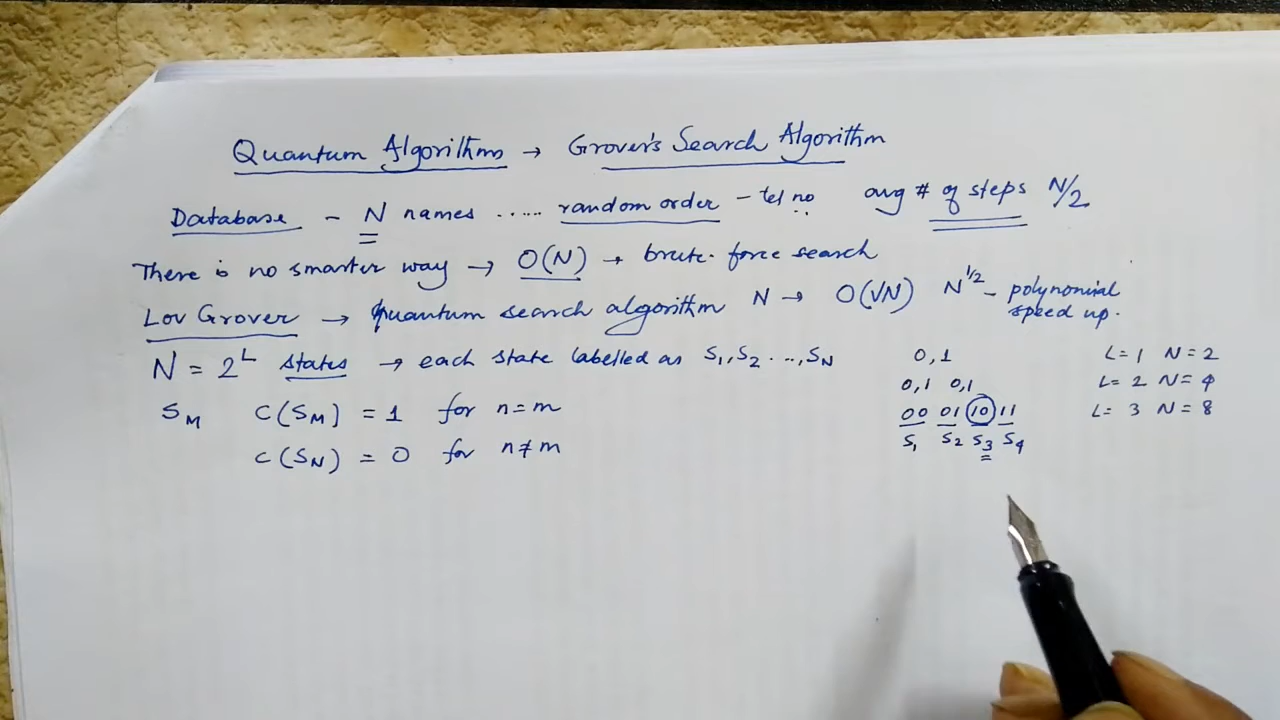 Quantum Algorithms → Grover's Search Algorithm
Database - N names ..... random order - tel no avg # of steps N/2
There is no smarter way → O(N) → brute-force search
Lov Grover → Quantum search algorithm N → O(√N) N^1/2 - polynomial speed up.
N = 2^L states → each state labelled as S1, S2 ..., SN
0, 1 L=1 N=2
0,1 0,1 L=2 N=4
SM C(SM) = 1 for n=m
00 01 10 11 L=3 N=8
S1 S2 S3 S4
C(SN) = 0 for n≠m